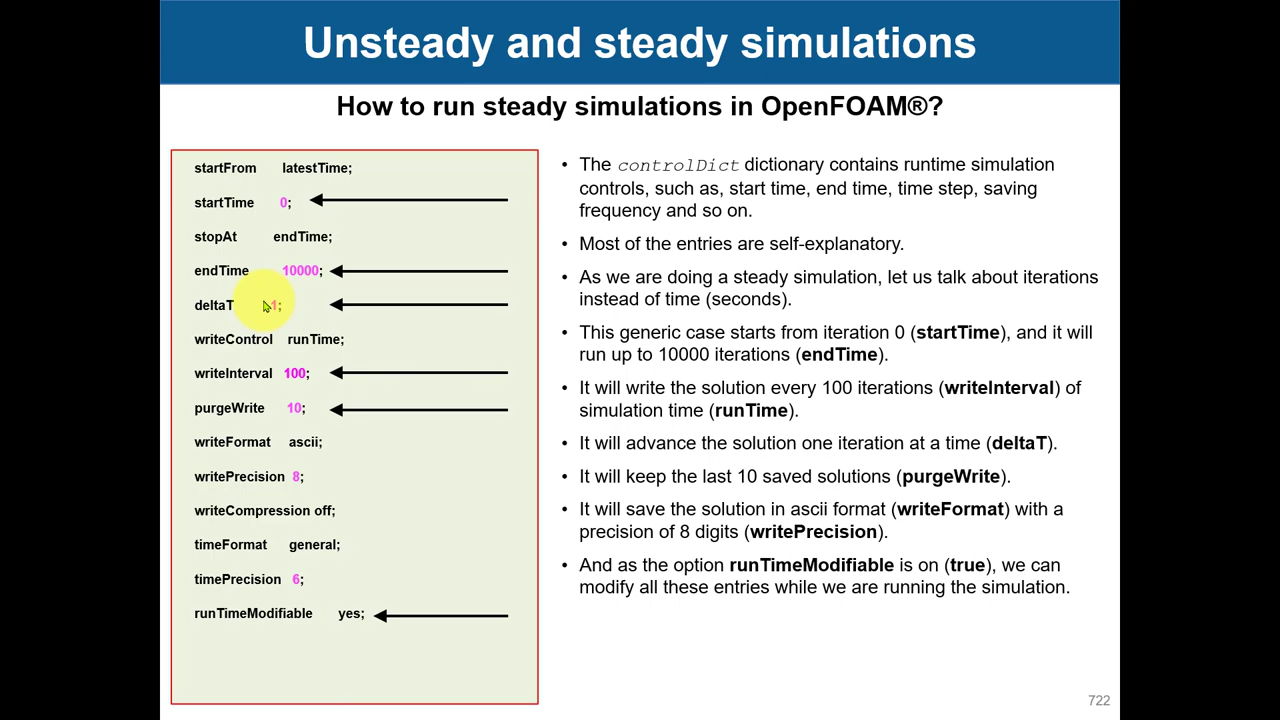 Unsteady and steady simulations
How to run steady simulations in OpenFOAM®?
startFrom latestTime;
startTime 0;
stopAt endTime;
endTime 10000;
deltaT 1;
writeControl runTime;
writeInterval 100;
purgeWrite 10;
writeFormat ascii;
writePrecision 8;
writeCompression off;
timeFormat general;
timePrecision 6;
runTimeModifiable yes;
• The controlDict dictionary contains runtime simulation
controls, such as, start time, end time, time step, saving
frequency and so on.
• Most of the entries are self-explanatory.
• As we are doing a steady simulation, let us talk about iterations
instead of time (seconds).
• This generic case starts from iteration 0 (startTime), and it will
run up to 10000 iterations (endTime).
• It will write the solution every 100 iterations (writeInterval) of
simulation time (runTime).
• It will advance the solution one iteration at a time (deltaT).
• It will keep the last 10 saved solutions (purgeWrite).
• It will save the solution in ascii format (writeFormat) with a
precision of 8 digits (writePrecision).
• And as the option runTimeModifiable is on (true), we can
modify all these entries while we are running the simulation.
722